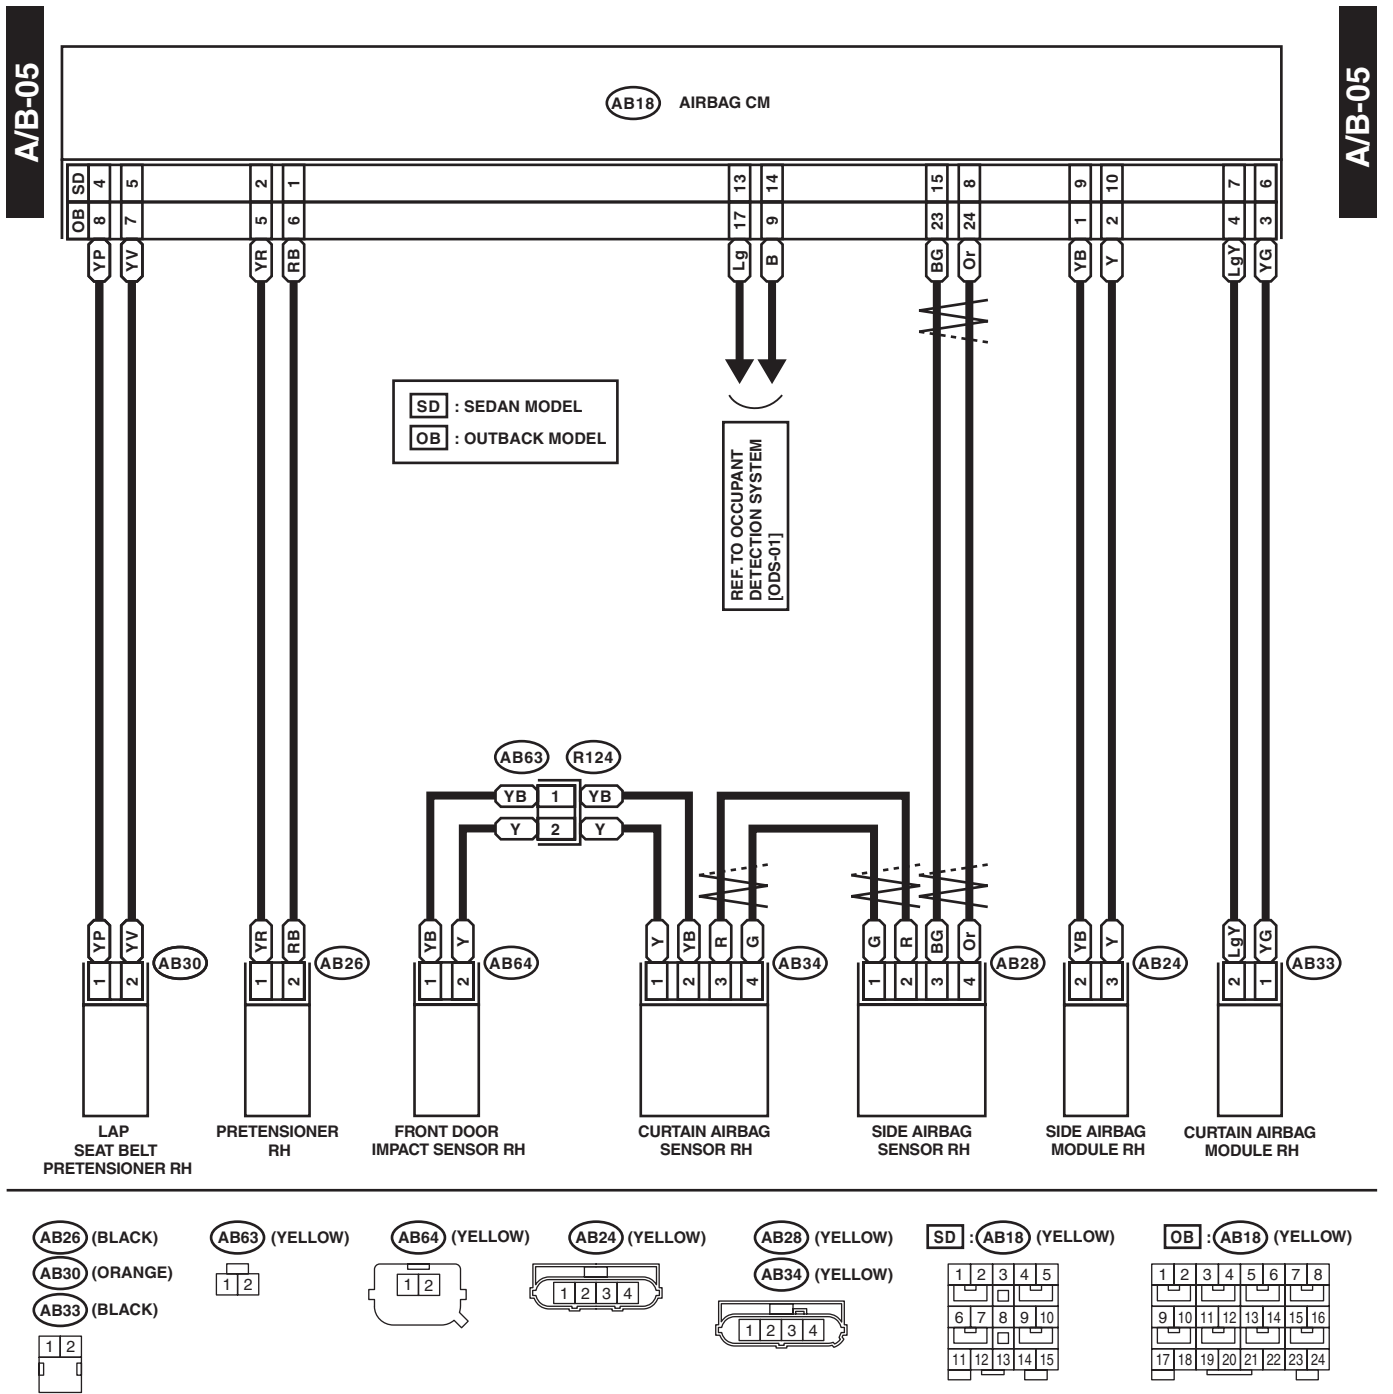 A/B-05
A/B-05
AB18 AIRBAG CM
SD 4 5 2 1 13 14 15 8 9 10 7 6
OB 8 7 5 6 17 9 23 24 1 2 4 3
YP YV YR RB Lg B BG Or YB Y LgY YG
SD : SEDAN MODEL
OB : OUTBACK MODEL
REF. TO OCCUPANT
DETECTION SYSTEM
[ODS-01]
AB63 R124
YB 1 YB
Y 2 Y
YP YV YR RB YB Y Y YB R G G R BG Or YB Y LgY YG
AB30 AB26 AB64 AB34 AB28 AB24 AB33
1 2 1 2 1 2 1 2 3 4 1 2 3 4 2 3 2 1
LAP
SEAT BELT
PRETENSIONER RH
PRETENSIONER
RH
FRONT DOOR
IMPACT SENSOR RH
CURTAIN AIRBAG
SENSOR RH
SIDE AIRBAG
SENSOR RH
SIDE AIRBAG
MODULE RH
CURTAIN AIRBAG
MODULE RH
AB26 (BLACK)
AB30 (ORANGE)
AB33 (BLACK)
1 2
AB63 (YELLOW)
1 2
AB64 (YELLOW)
1 2
AB24 (YELLOW)
1 2 3 4
AB28 (YELLOW)
AB34 (YELLOW)
1 2 3 4
SD : AB18 (YELLOW)
1 2 3 4 5
6 7 8 9 10
11 12 13 14 15
OB : AB18 (YELLOW)
1 2 3 4 5 6 7 8
9 10 11 12 13 14 15 16
17 18 19 20 21 22 23 24